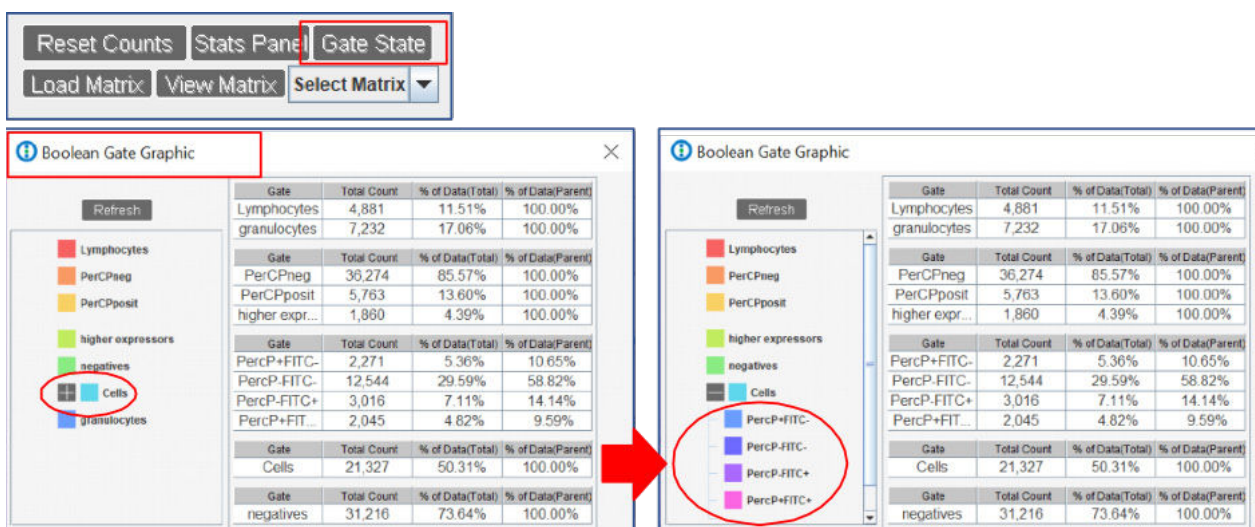 Reset Counts Stats Panel Gate State
Load Matrix View Matrix Select Matrix
Boolean Gate Graphic
Refresh
Lymphocytes
PerCPneg
PerCPposit
higher expressors
negatives
Cells
granulocytes
Gate Total Count % of Data(Total) % of Data(Parent)
Lymphocytes 4,881 11.51% 100.00%
granulocytes 7,232 17.06% 100.00%
Gate Total Count % of Data(Total) % of Data(Parent)
PerCPneg 36,274 85.57% 100.00%
PerCPposit 5,763 13.60% 100.00%
higher expr... 1,860 4.39% 100.00%
Gate Total Count % of Data(Total) % of Data(Parent)
PercP+FITC- 2,271 5.36% 10.65%
PercP-FITC- 12,544 29.59% 58.82%
PercP-FITC+ 3,016 7.11% 14.14%
PercP+FIT... 2,045 4.82% 9.59%
Gate Total Count % of Data(Total) % of Data(Parent)
Cells 21,327 50.31% 100.00%
Gate Total Count % of Data(Total) % of Data(Parent)
negatives 31,216 73.64% 100.00%
Boolean Gate Graphic
Refresh
Lymphocytes
PerCPneg
PerCPposit
higher expressors
negatives
Cells
PercP+FITC-
PercP-FITC-
PercP-FITC+
PercP+FITC+
Gate Total Count % of Data(Total) % of Data(Parent)
Lymphocytes 4,881 11.51% 100.00%
granulocytes 7,232 17.06% 100.00%
Gate Total Count % of Data(Total) % of Data(Parent)
PerCPneg 36,274 85.57% 100.00%
PerCPposit 5,763 13.60% 100.00%
higher expr... 1,860 4.39% 100.00%
Gate Total Count % of Data(Total) % of Data(Parent)
PercP+FITC- 2,271 5.36% 10.65%
PercP-FITC- 12,544 29.59% 58.82%
PercP-FITC+ 3,016 7.11% 14.14%
PercP+FIT... 2,045 4.82% 9.59%
Gate Total Count % of Data(Total) % of Data(Parent)
Cells 21,327 50.31% 100.00%
Gate Total Count % of Data(Total) % of Data(Parent)
negatives 31,216 73.64% 100.00%